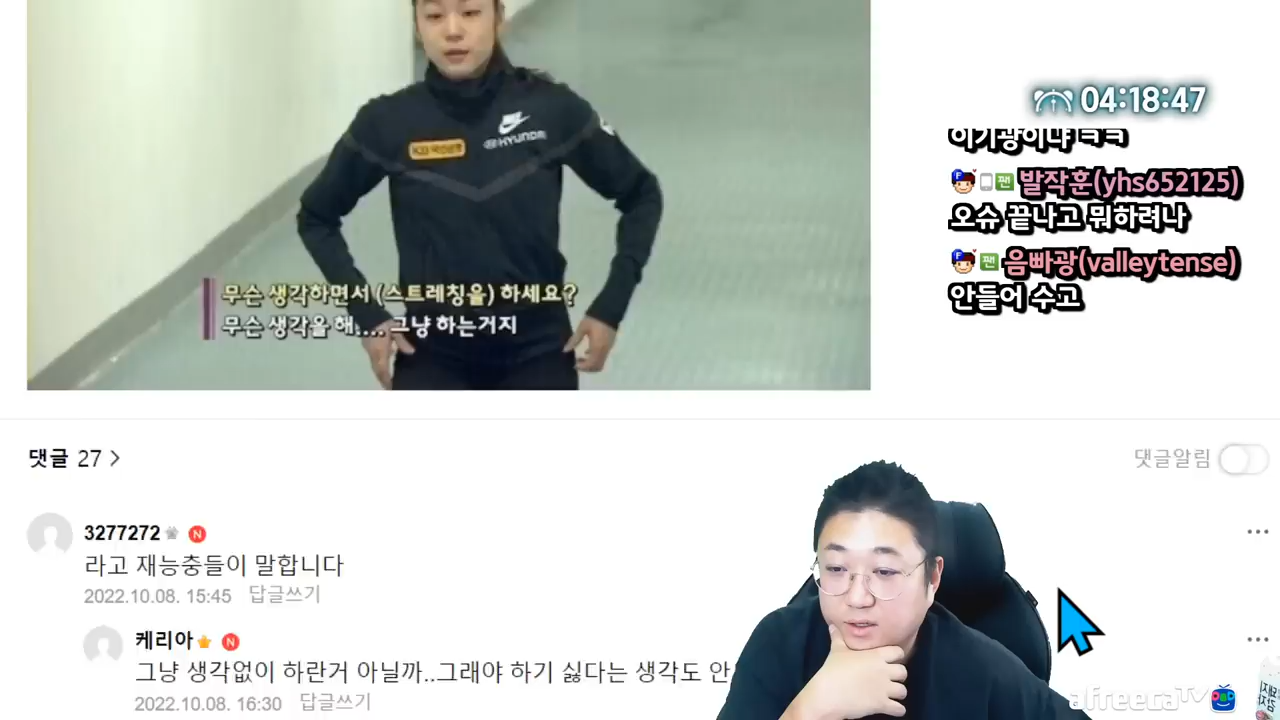 04:18:47
이기광이냐 ㅋㅋ
발작훈(yhs652125)
오슈 끝나고 뭐하려나
음빠광(valleytense)
안들어 수고
HYUNDAI
무슨 생각하면서 (스트레칭을) 하세요?
무슨 생각을 해.... 그냥 하는거지
댓글 27 >
댓글알림
3277272 N
라고 재능충들이 말합니다
2022.10.08. 15:45 답글쓰기
케리아 N
그냥 생각없이 하란거 아닐까..그래야 하기 싫다는 생각도 안
2022.10.08. 16:30 답글쓰기
afreecaTV